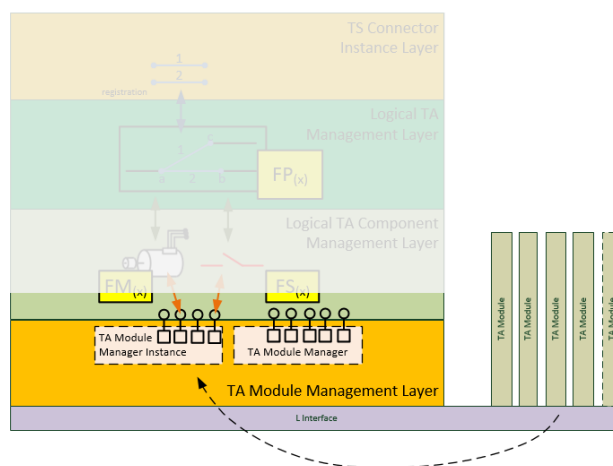 TS Connector
Instance Layer
1
2
registration
Logical TA
Management Layer
c
1
a
2
b
FP(x)
Logical TA Component
Management Layer
FM(x)
FS(x)
TA Module
Manager Instance
TA Module Manager
TA Module Management Layer
L Interface
TA Module
TA Module
TA Module
TA Module
TA Module